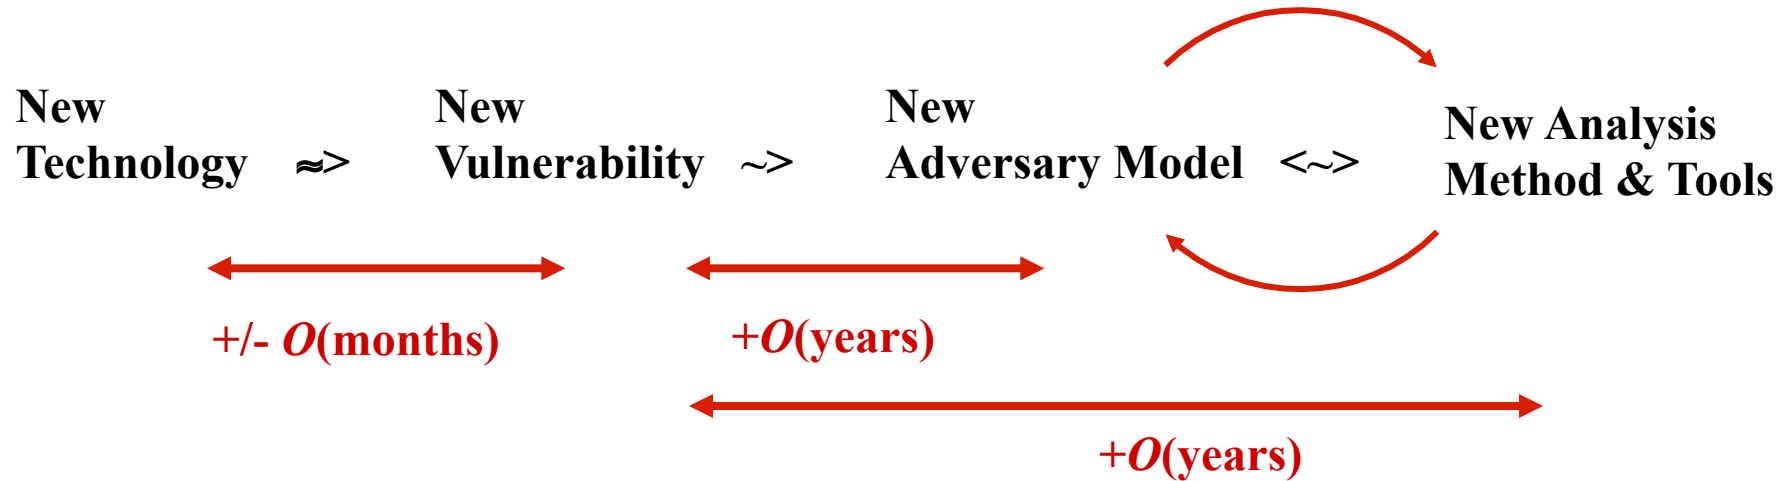 New
Technology ≈> 
New
Vulnerability ~>
New
Adversary Model <~>
New Analysis
Method & Tools
+/- O(months)
+O(years)
+O(years)